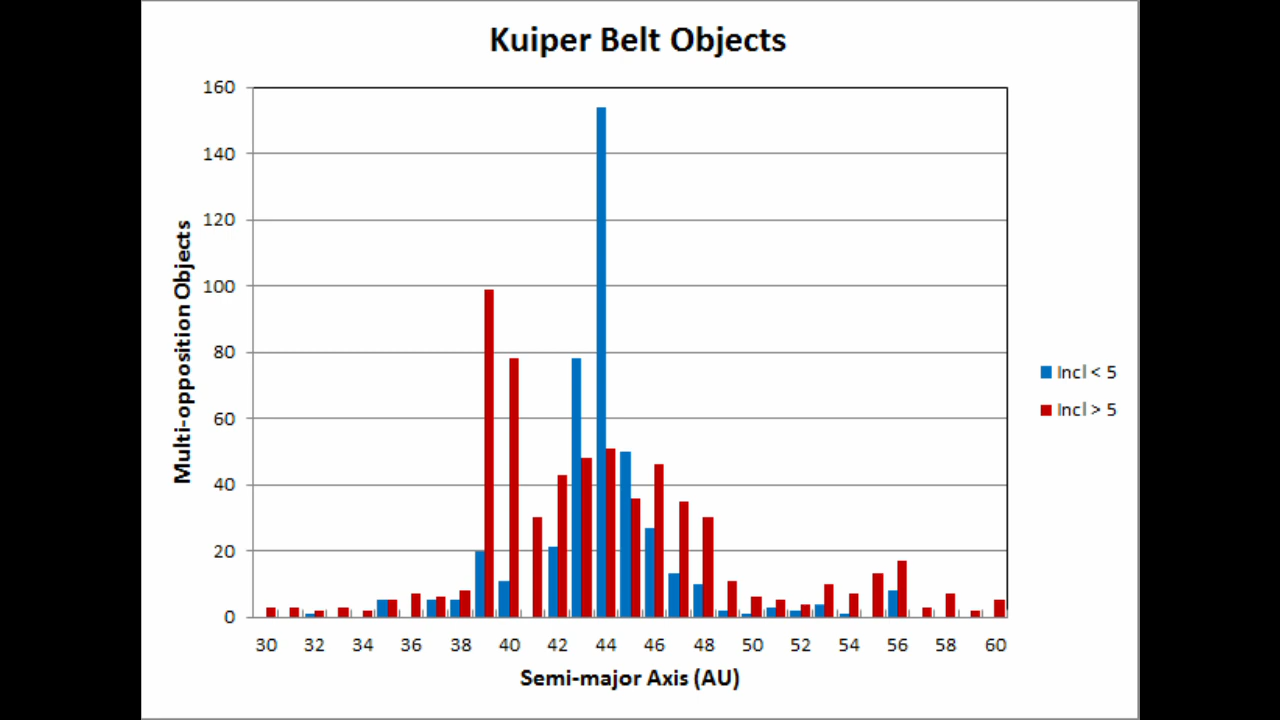 Kuiper Belt Objects
160
140
120
100
80
60
40
20
0
Multi-opposition Objects
30 32 34 36 38 40 42 44 46 48 50 52 54 56 58 60
Semi-major Axis (AU)
Incl < 5
Incl > 5